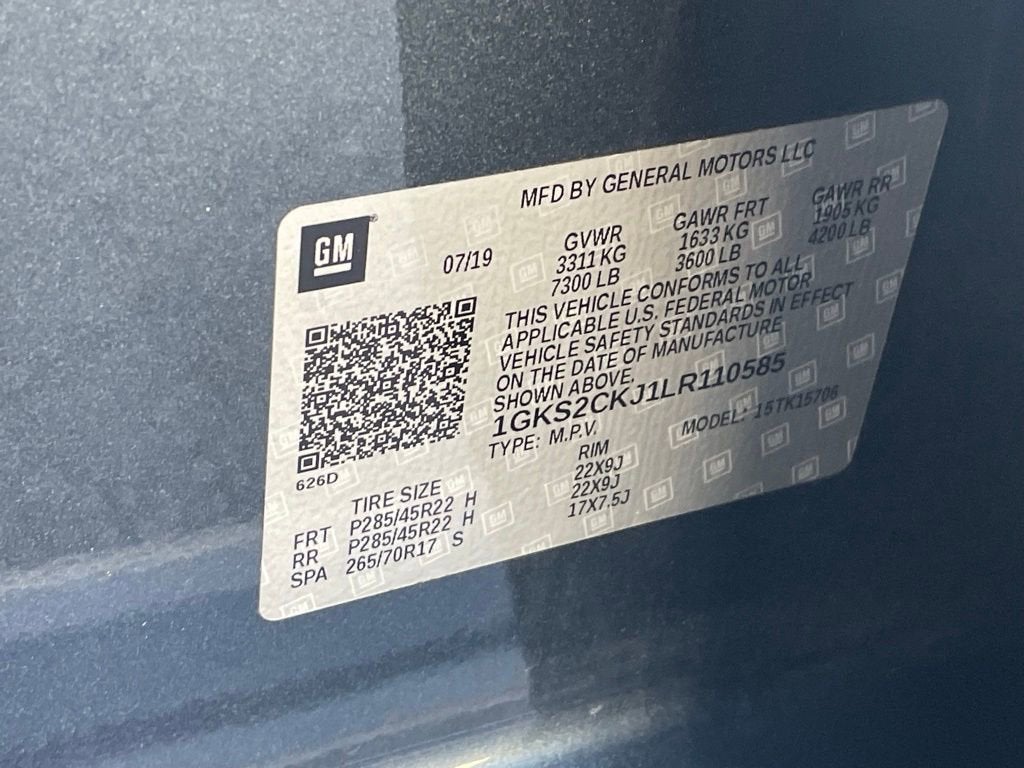 MFD BY GENERAL MOTORS LLC
GM
07/19
GVWR GAWR FRT GAWR RR
3311 KG 1633 KG 1905 KG
7300 LB 3600 LB 4200 LB
THIS VEHICLE CONFORMS TO ALL
APPLICABLE U.S. FEDERAL MOTOR
VEHICLE SAFETY STANDARDS IN EFFECT
ON THE DATE OF MANUFACTURE
SHOWN ABOVE.
1GKS2CKJ1LR110585
TYPE: M.P.V. MODEL: 15TK15706
626D
TIRE SIZE RIM
FRT P285/45R22 H 22X9J
RR P285/45R22 H 22X9J
SPA 265/70R17 S 17X7.5J